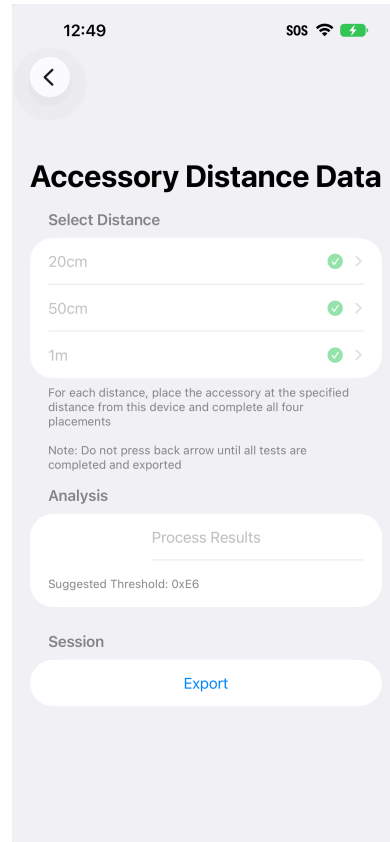 12:49
SOS
Accessory Distance Data
Select Distance
20cm
50cm
1m
For each distance, place the accessory at the specified
distance from this device and complete all four
placements
Note: Do not press back arrow until all tests are
completed and exported
Analysis
Process Results
Suggested Threshold: 0xE6
Session
Export